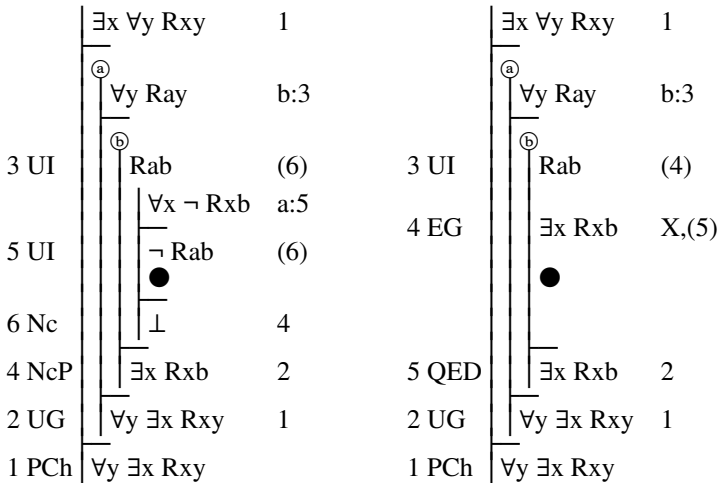 ∃x ∀y Rxy 1
ⓐ
∀y Ray b:3
ⓑ
3 UI Rab (6)
∀x ¬ Rxb a:5
5 UI ¬ Rab (6)
●
6 Nc ⊥ 4
4 NcP ∃x Rxb 2
2 UG ∀y ∃x Rxy 1
1 PCh ∀y ∃x Rxy
∃x ∀y Rxy 1
ⓐ
∀y Ray b:3
ⓑ
3 UI Rab (4)
4 EG ∃x Rxb X,(5)
●
5 QED ∃x Rxb 2
2 UG ∀y ∃x Rxy 1
1 PCh ∀y ∃x Rxy